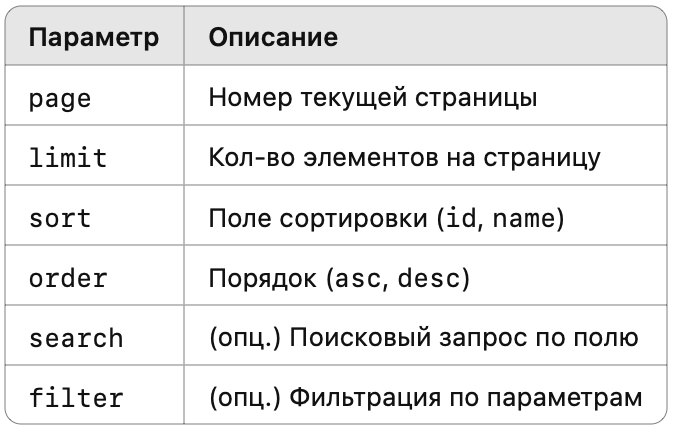 Параметр Описание
page Номер текущей страницы
limit Кол-во элементов на страницу
sort Поле сортировки (id, name)
order Порядок (asc, desc)
search (опц.) Поисковый запрос по полю
filter (опц.) Фильтрация по параметрам